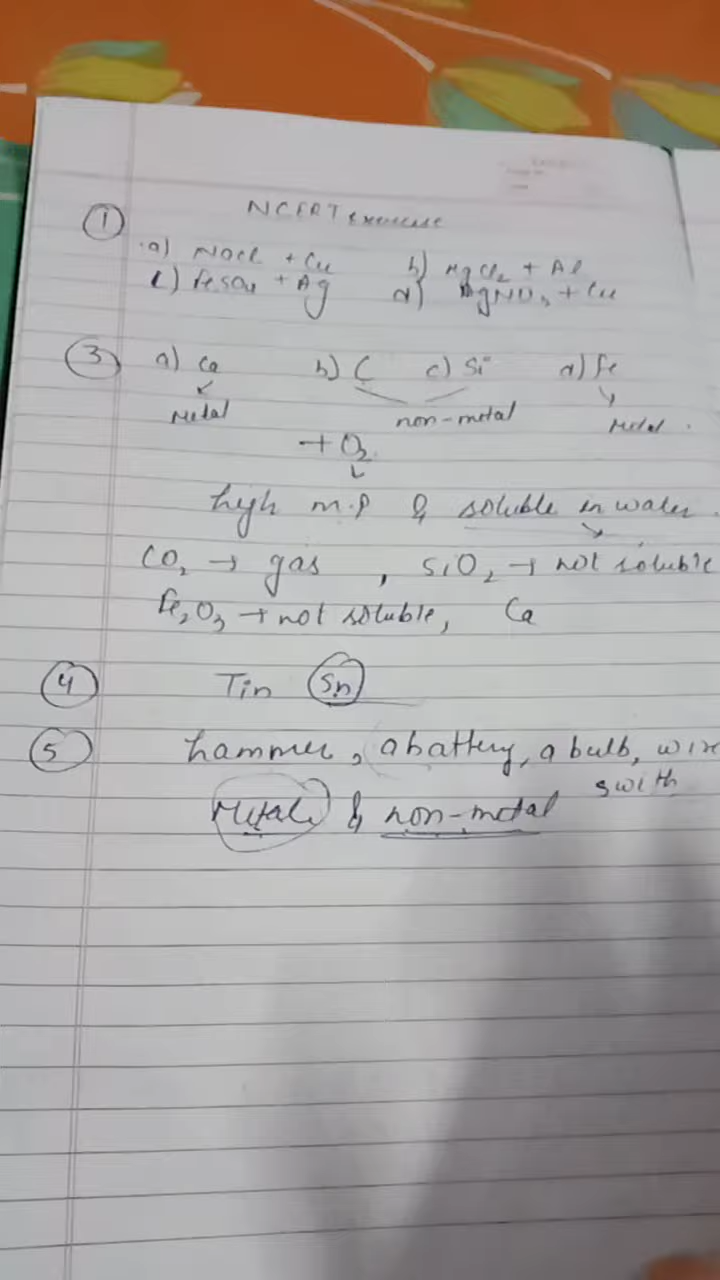 NCERT exercise
① a) NaCl + Cu b) MgCl₂ + Al
c) FeSO₄ + Ag d) AgNO₃ + Cu
③ a) Ca b) C c) Si d) Fe
Metal non-metal Metal.
+ O₂
high m.p & soluble in water.
CO₂ → gas , SiO₂ → not soluble
Fe₂O₃ → not soluble, Ca
④ Tin Sn
⑤ hammer, a battery, a bulb, wire
swith
Metals & non-metal